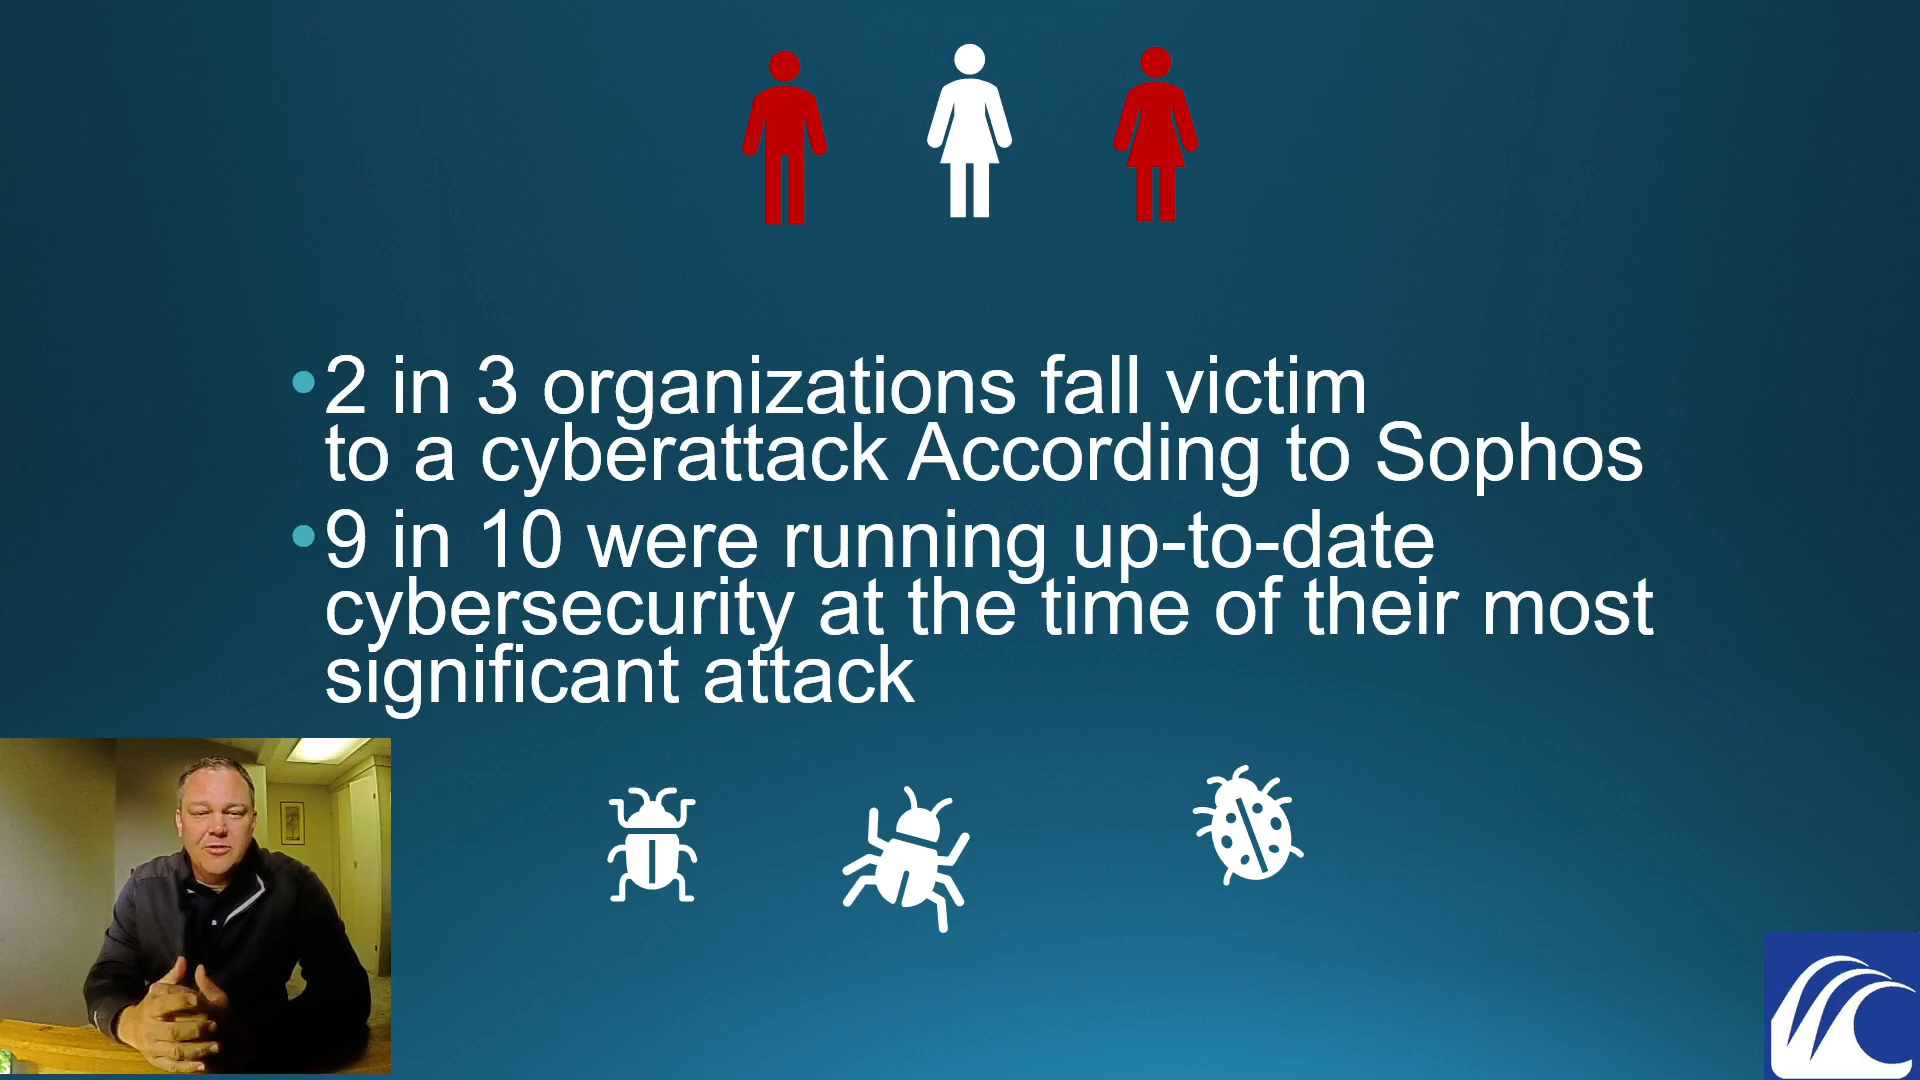 •2 in 3 organizations fall victim
to a cyberattack According to Sophos
•9 in 10 were running up-to-date
cybersecurity at the time of their most
significant attack